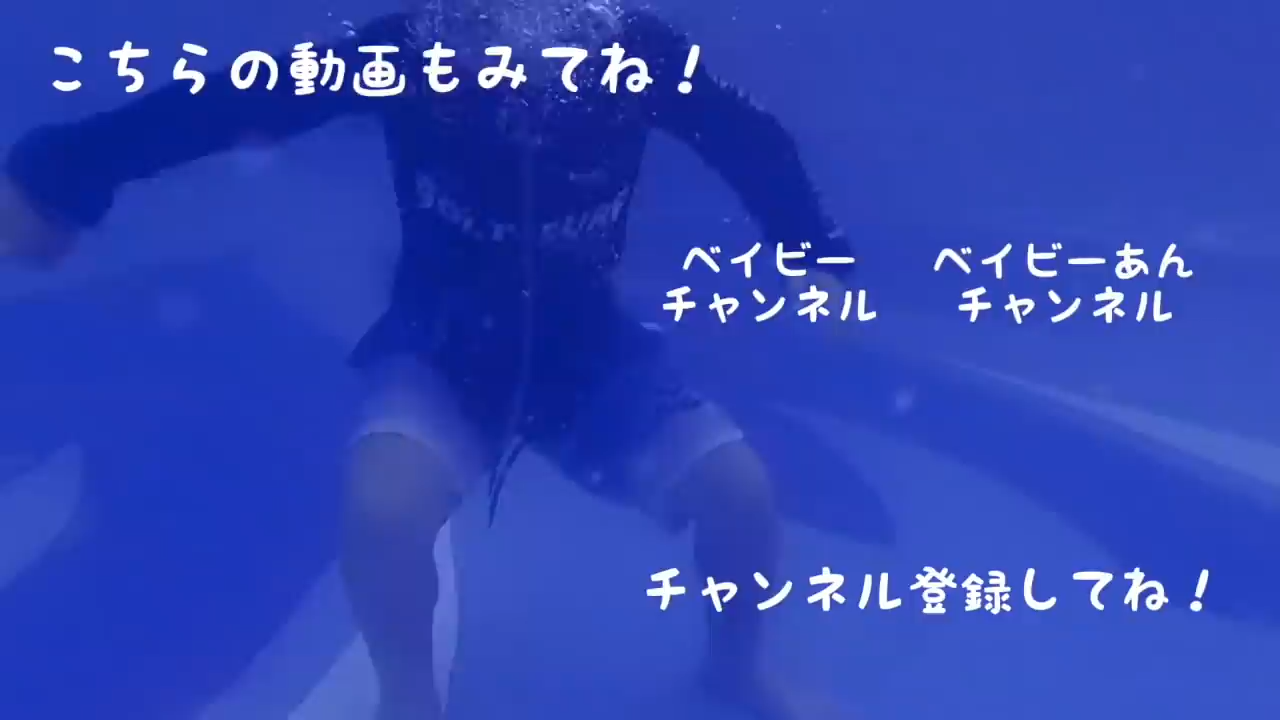 こちらの動画もみてね！
ベイビー
チャンネル
ベイビーあん
チャンネル
チャンネル登録してね！